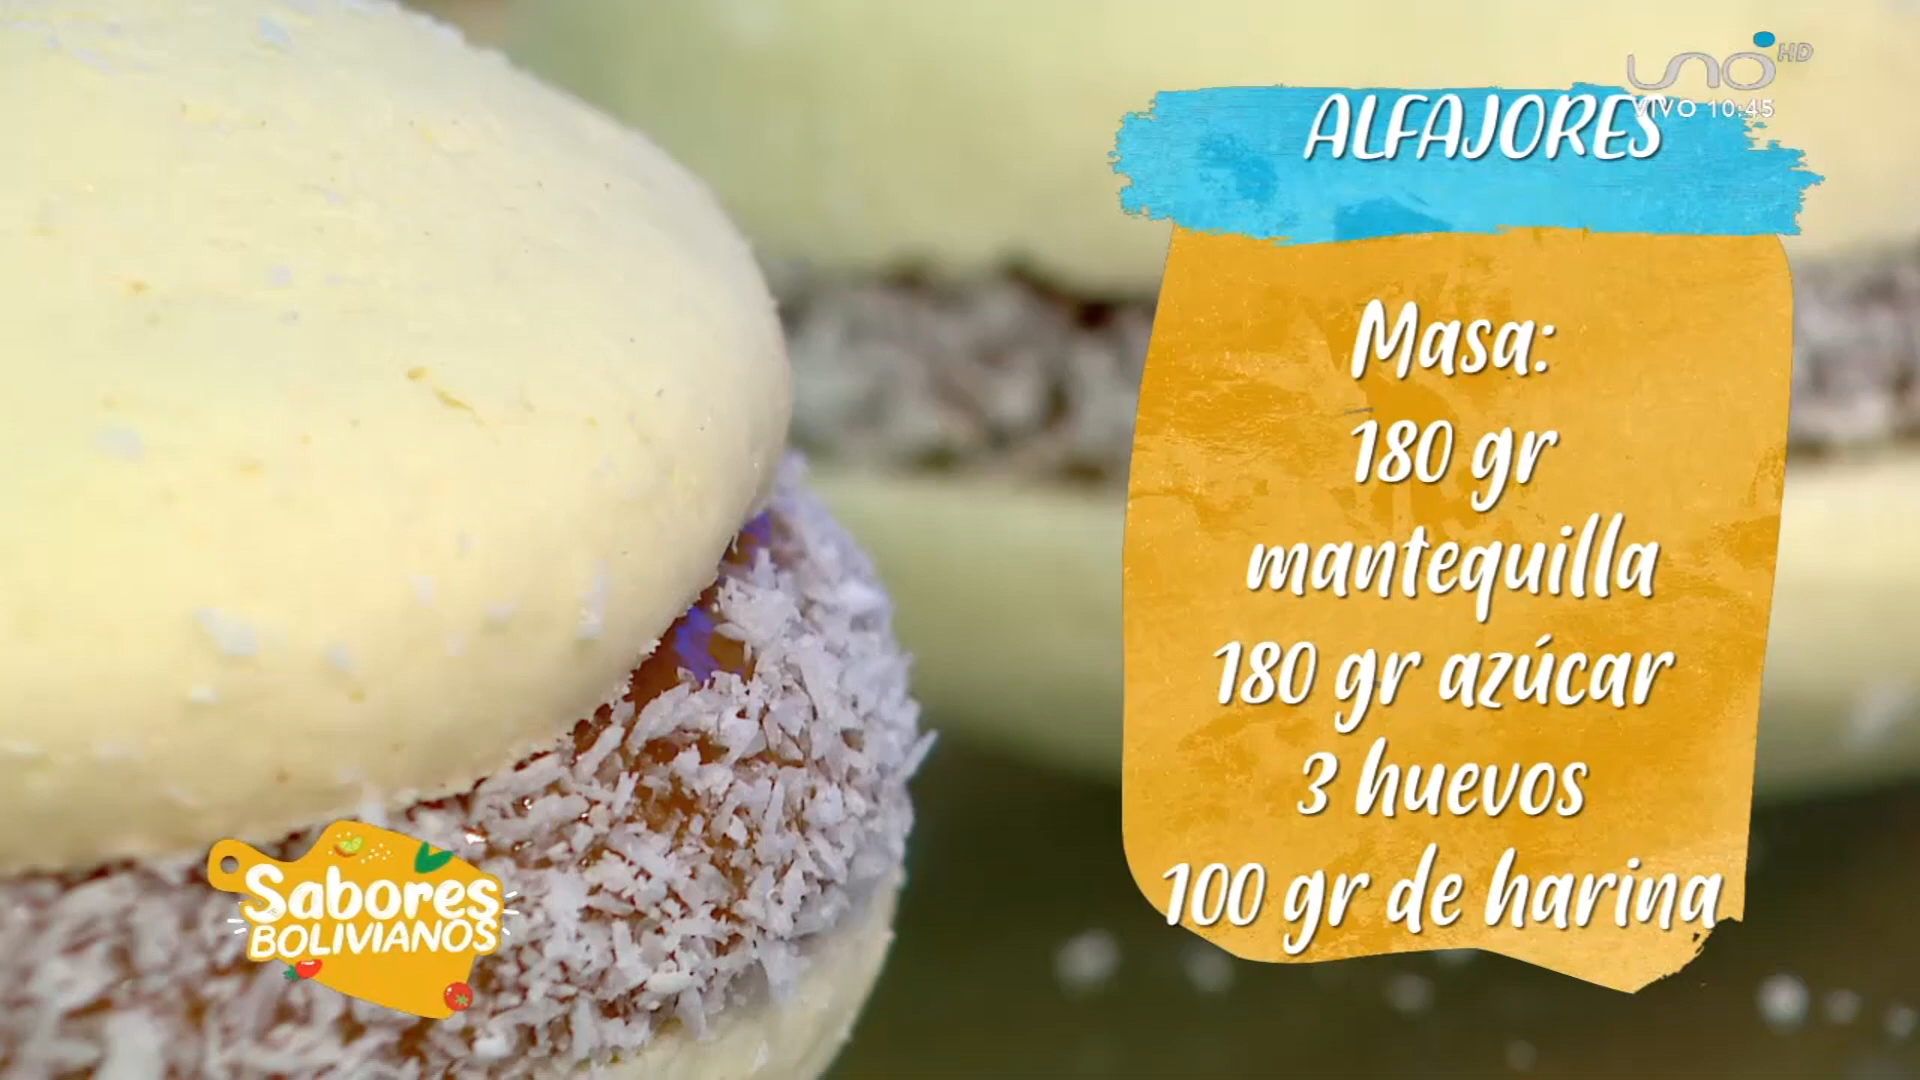 uno HD
VIVO 10:45
ALFAJORES
Masa:
180 gr
mantequilla
180 gr azúcar
3 huevos
100 gr de harina
Sabores
BOLIVIANOS